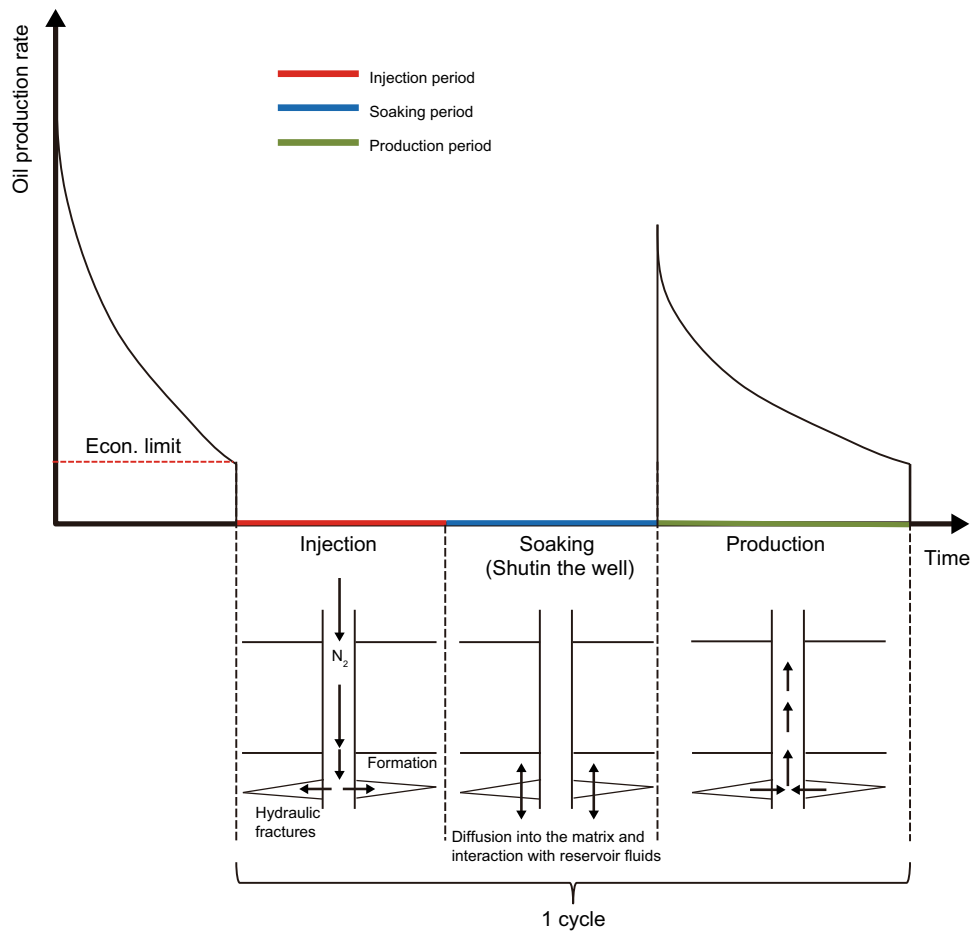 Oil production rate
Injection period
Soaking period
Production period
Econ. limit
Injection
Soaking
(Shutin the well)
Production
Time
N₂
Formation
Hydraulic
fractures
Diffusion into the matrix and
interaction with reservoir fluids
1 cycle